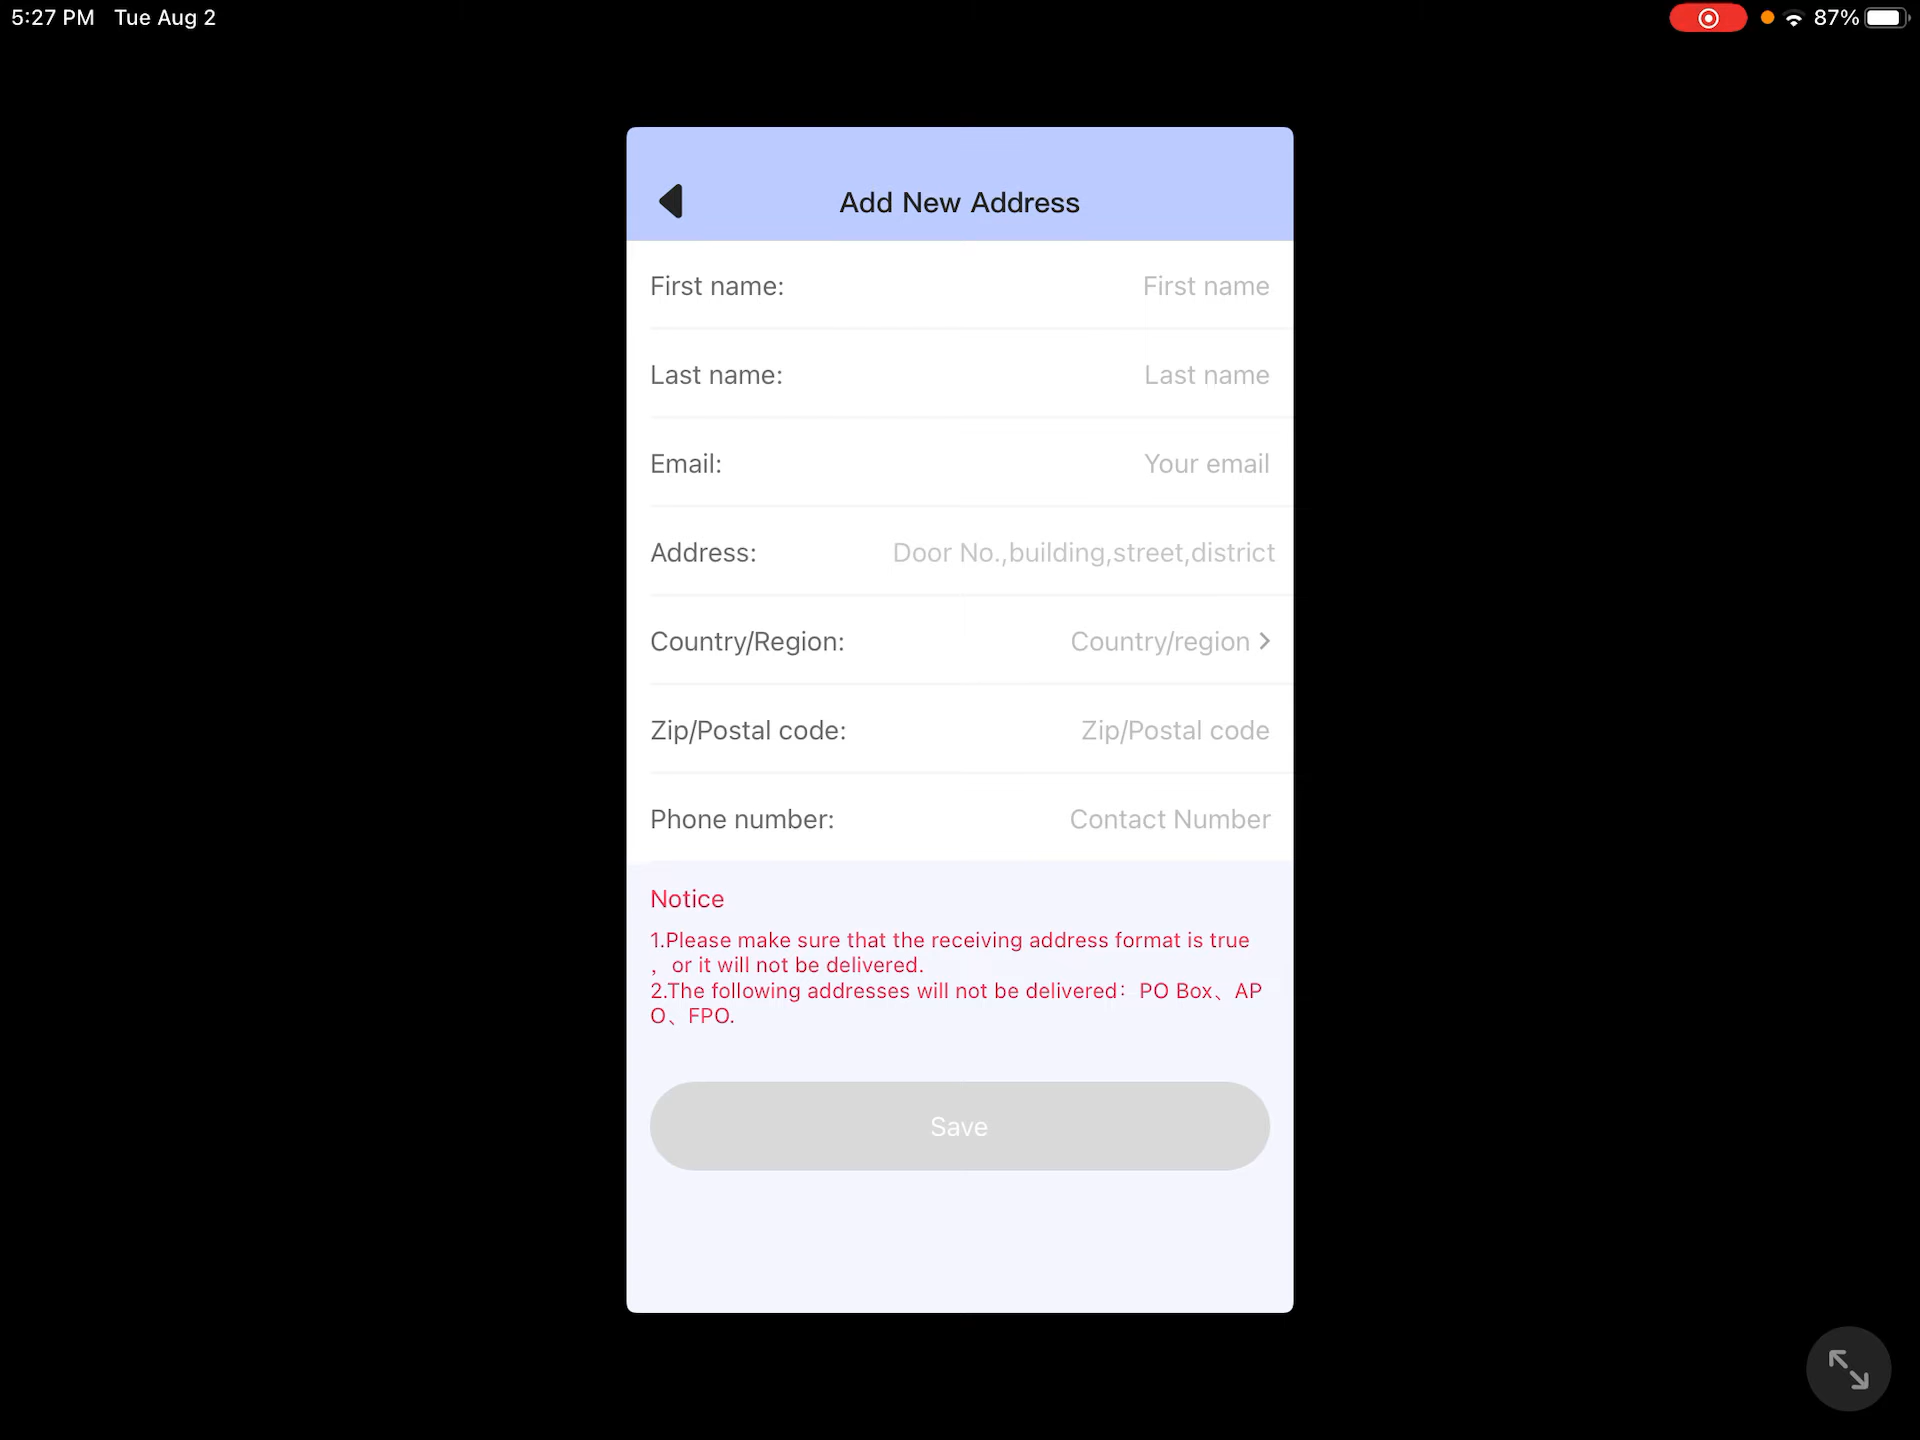 5:27 PM Tue Aug 2 87%
Add New Address
First name: First name
Last name: Last name
Email: Your email
Address: Door No.,building,street,district
Country/Region: Country/region
Zip/Postal code: Zip/Postal code
Phone number: Contact Number
Notice
1.Please make sure that the receiving address format is true
，or it will not be delivered.
2.The following addresses will not be delivered：PO Box、AP
O、FPO.
Save